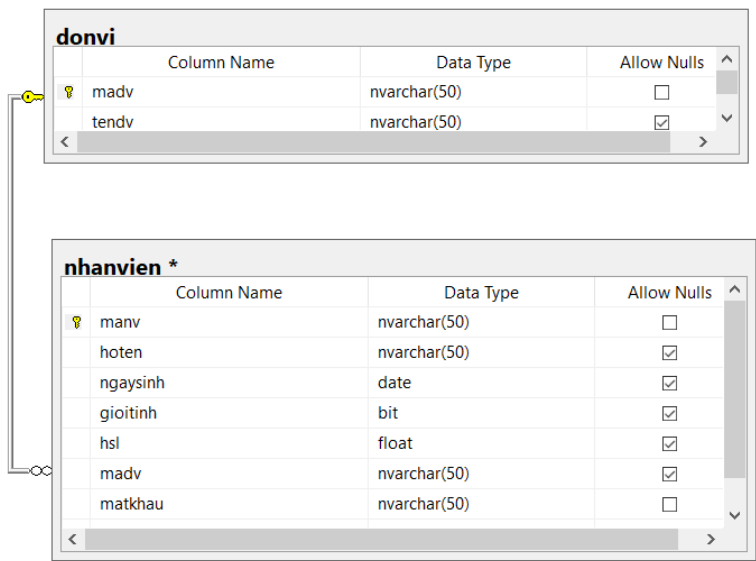 donvi
Column Name Data Type Allow Nulls
madv nvarchar(50)
tendv nvarchar(50)
nhanvien *
Column Name Data Type Allow Nulls
manv nvarchar(50)
hoten nvarchar(50)
ngaysinh date
gioitinh bit
hsl float
madv nvarchar(50)
matkhau nvarchar(50)